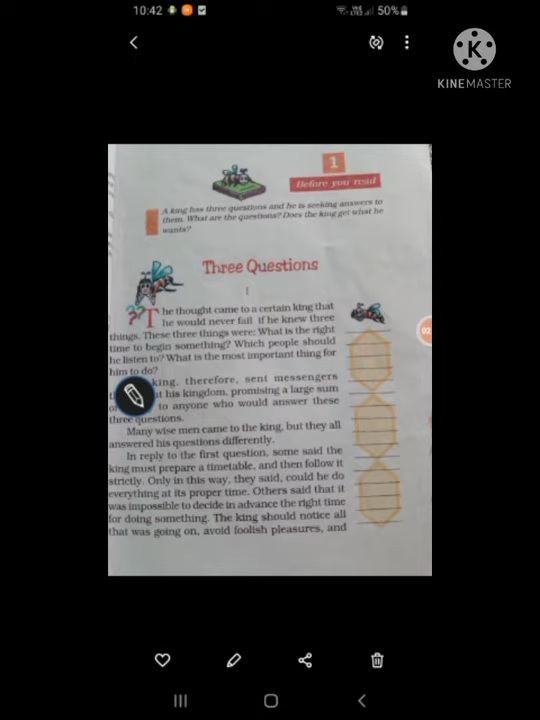 10:42
50%
K
KINEMASTER
1
Before you read
A king has three questions and he is seeking answers to
them. What are the questions? Does the king get what he
wants?
Three Questions
I
The thought came to a certain king that
he would never fail if he knew three
things. These three things were: What is the right
time to begin something? Which people should
he listen to? What is the most important thing for
him to do?
king, therefore, sent messengers
his kingdom, promising a large sum
to anyone who would answer these
three questions.
Many wise men came to the king, but they all
answered his questions differently.
In reply to the first question, some said the
king must prepare a timetable, and then follow it
strictly. Only in this way, they said, could he do
everything at its proper time. Others said that it
was impossible to decide in advance the right time
for doing something. The king should notice all
that was going on, avoid foolish pleasures, and